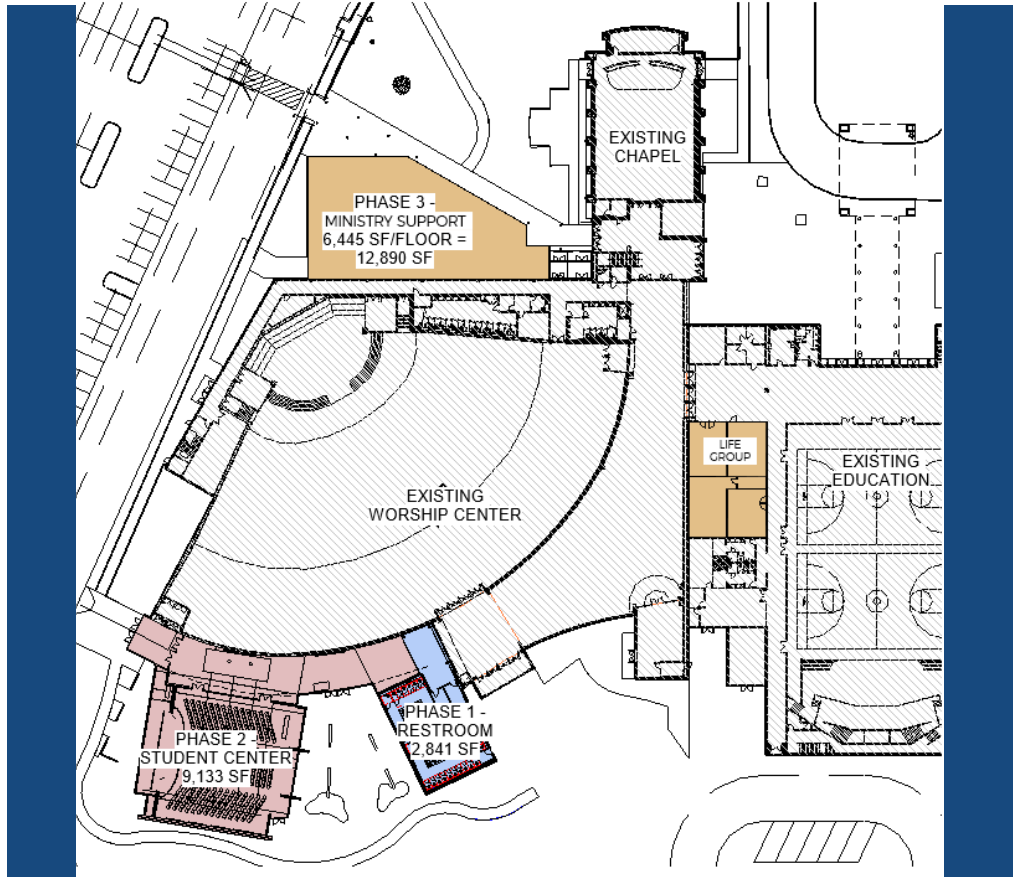 EXISTING
CHAPEL
PHASE 3 -
MINISTRY SUPPORT
6,445 SF/FLOOR =
12,890 SF
LIFE
GROUP
EXISTING
EDUCATION
EXISTING
WORSHIP CENTER
PHASE 1 -
RESTROOM
2,841 SF
PHASE 2 -
STUDENT CENTER
9,133 SF